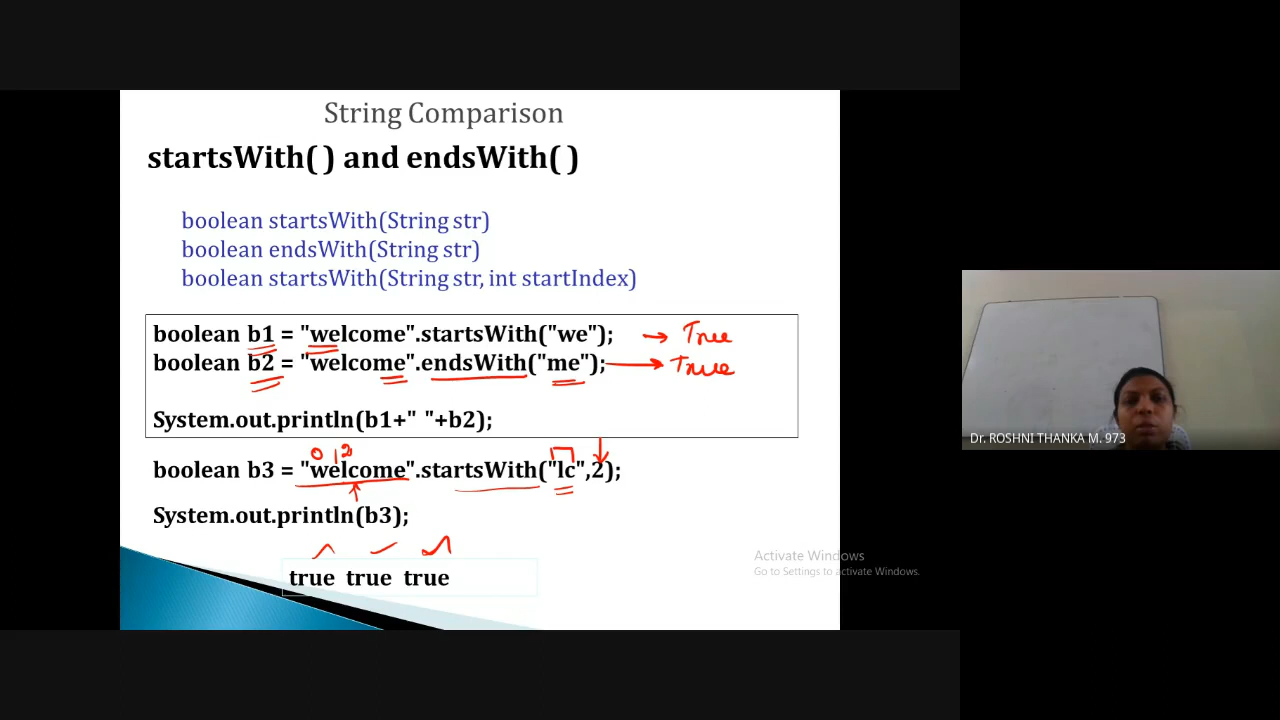 String Comparison
startsWith( ) and endsWith( )
boolean startsWith(String str)
boolean endsWith(String str)
boolean startsWith(String str, int startIndex)
boolean b1 = "welcome".startsWith("we"); → True
boolean b2 = "welcome".endsWith("me"); → True
System.out.println(b1+" "+b2);
0 1 2
boolean b3 = "welcome".startsWith("lc",2);
System.out.println(b3);
true true true
Activate Windows
Go to Settings to activate Windows.
Dr. ROSHNI THANKA M. 973